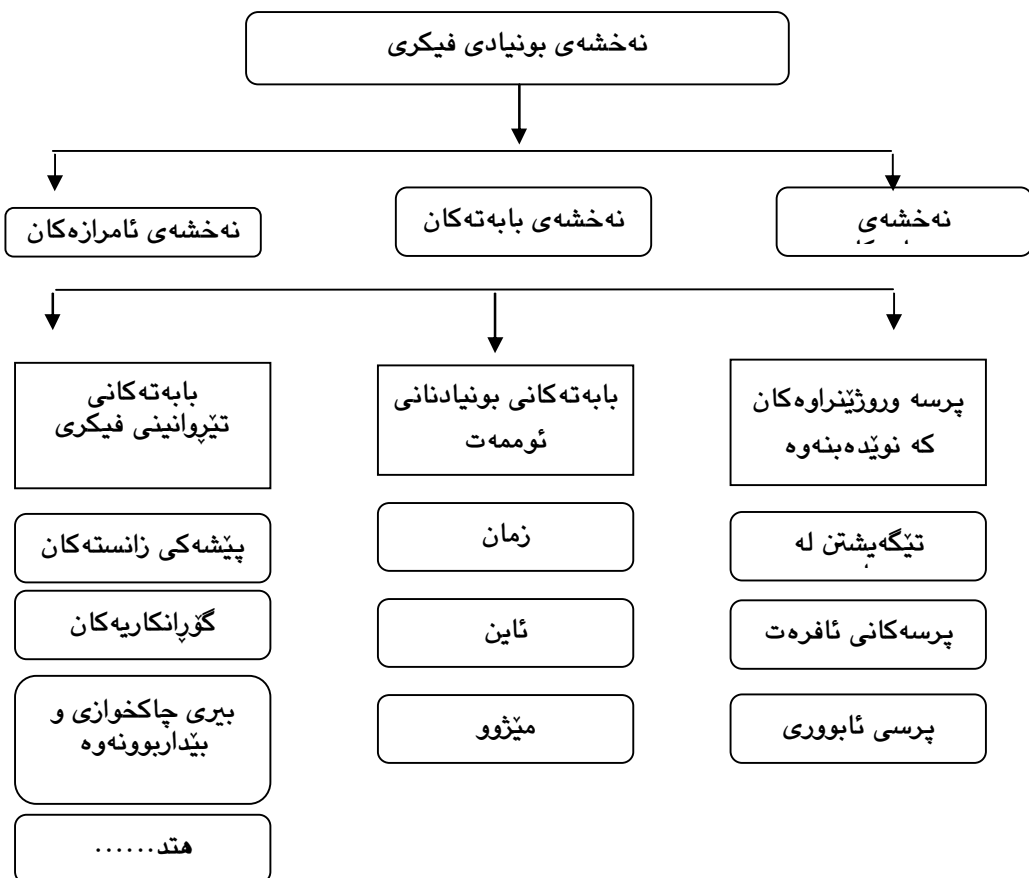 نەخشەی بونیادی فیکری
نەخشەی
نەخشەی بابەتەکان
نەخشەی ئامرازەکان
پرسە وروژێنراوەکان
کە نوێدەبنەوە
بابەتەکانی بونیادنانی
ئوممەت
بابەتەکانی
تێڕوانینی فیکری
تێگەیشتن لە
زمان
پێشەکی زانستەکان
پرسەکانی ئافرەت
ئاین
گۆڕانکاریەکان
پرسی ئابووری
مێژوو
بیری چاکخوازی و
بێداربوونەوە
هتد......